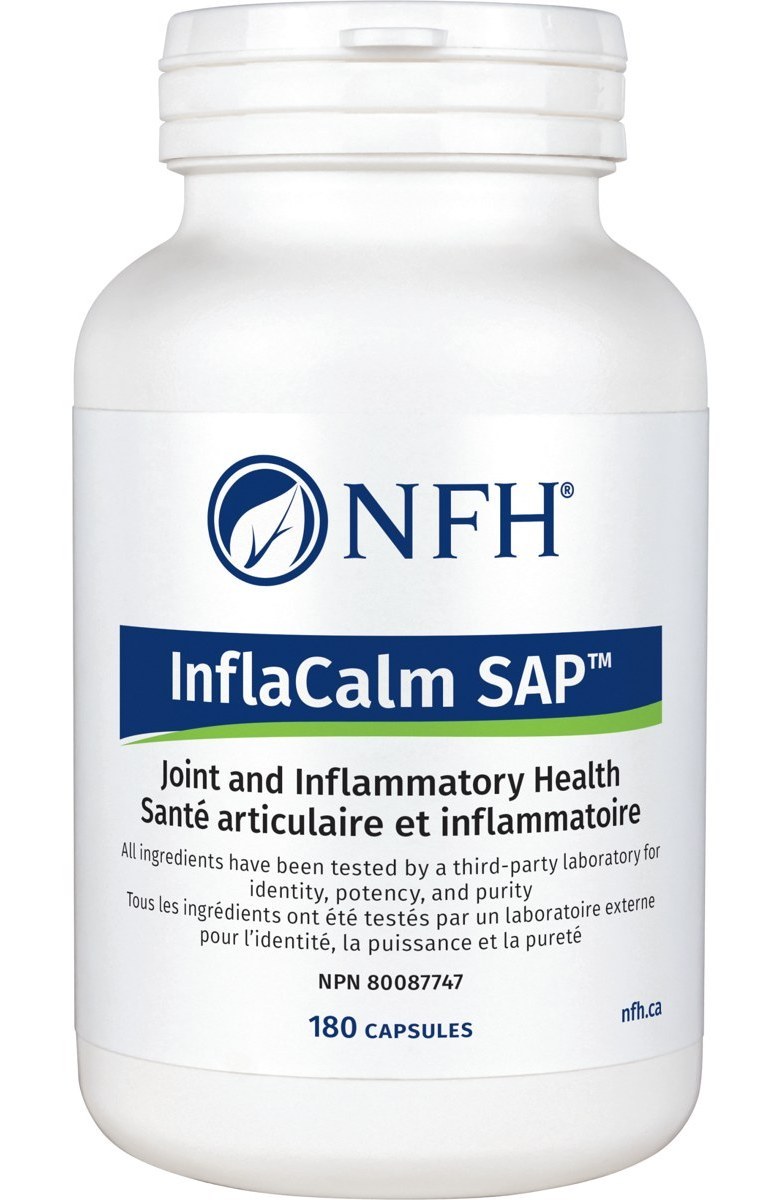 NFH®
InflaCalm SAP™
Joint and Inflammatory Health
Santé articulaire et inflammatoire
All ingredients have been tested by a third-party laboratory for
identity, potency, and purity
Tous les ingrédients ont été testés par un laboratoire externe
pour l’identité, la puissance et la pureté
NPN 80087747
180 CAPSULES
nfh.ca